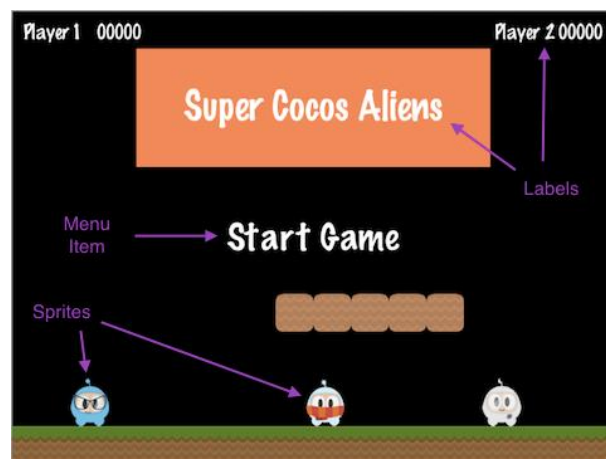 Player 1 00000
Player 2 00000
Super Cocos Aliens
Labels
Menu
Item
Start Game
Sprites